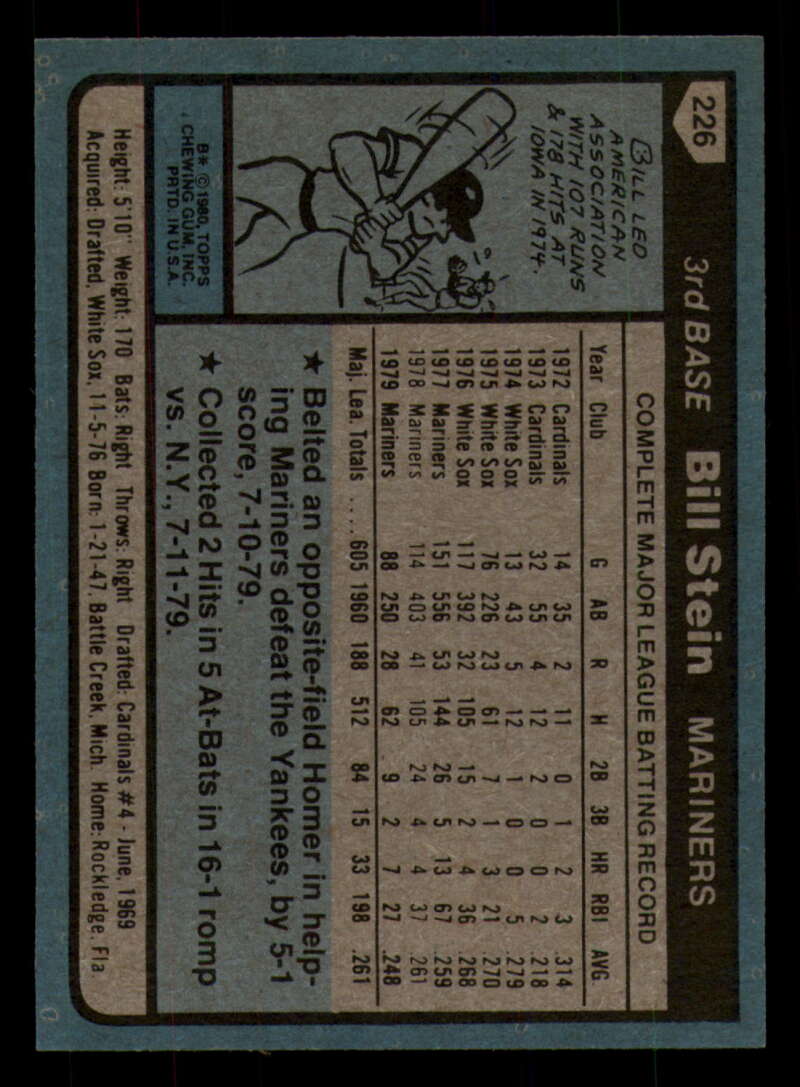 226 3rd BASE Bill Stein MARINERS
BILL LED
AMERICAN
ASSOCIATION
WITH 107 RUNS
& 178 HITS AT
IOWA IN 1974.
B* © 1980, TOPPS
CHEWING GUM, INC.
PRTD. IN U.S.A.
COMPLETE MAJOR LEAGUE BATTING RECORD
Year Club G AB R H 2B 3B HR RBI AVG.
1972 Cardinals 14 35 2 11 0 1 2 3 .314
1973 Cardinals 32 55 4 12 2 0 0 2 .218
1974 White Sox 13 43 5 12 1 0 0 5 .279
1975 White Sox 76 226 23 61 7 1 3 21 .270
1976 White Sox 117 392 32 105 15 2 4 36 .268
1977 Mariners 151 556 53 144 26 5 13 67 .259
1978 Mariners 114 403 41 105 24 4 4 37 .261
1979 Mariners 88 250 28 62 9 2 7 27 .248
Maj. Lea. Totals .... 605 1960 188 512 84 15 33 198 .261
★ Belted an opposite-field Homer in help-
ing Mariners defeat the Yankees, by 5-1
score, 7-10-79.
★ Collected 2 Hits in 5 At-Bats in 16-1 romp
vs. N.Y., 7-11-79.
Height: 5'10" Weight: 170 Bats: Right Throws: Right Drafted: Cardinals #4 - June, 1969
Acquired: Drafted, White Sox, 11-5-76 Born: 1-21-47, Battle Creek, Mich. Home: Rockledge, Fla.